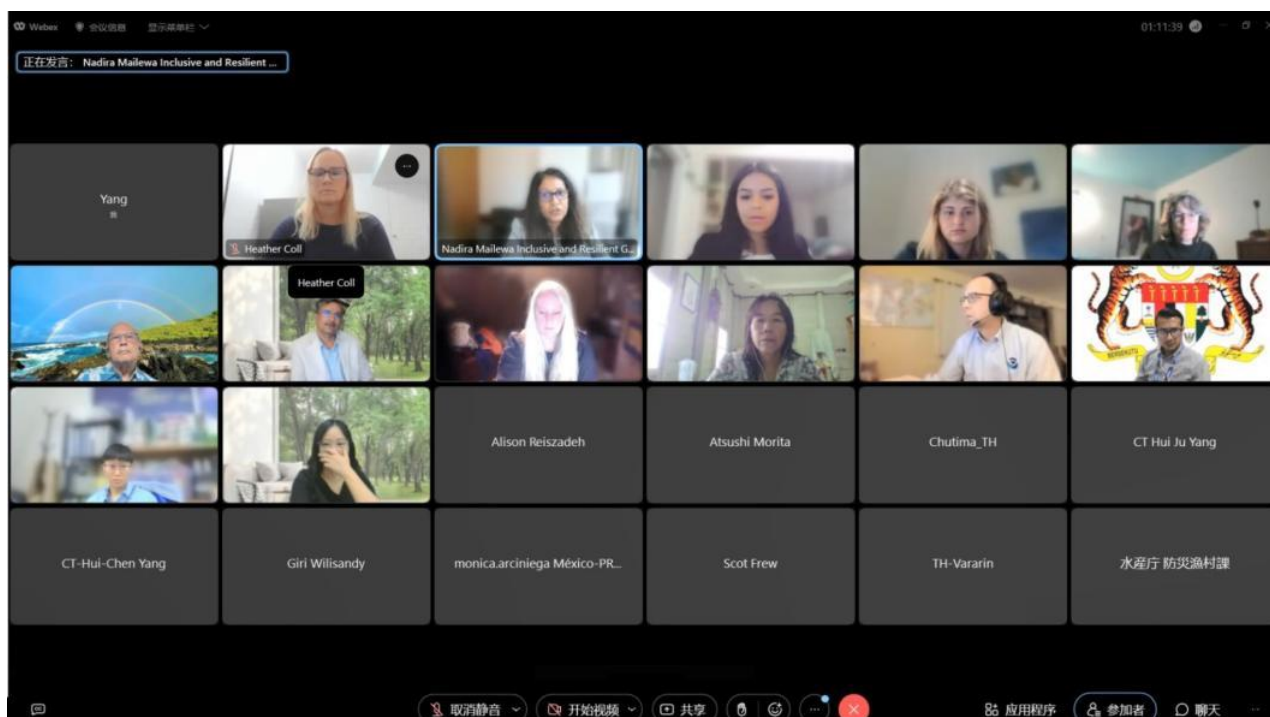 Webex
会议信息
显示菜单栏
01:11:39
正在发言： Nadira Mailewa Inclusive and Resilient ...
Yang
我
Heather Coll
Nadira Mailewa Inclusive and Resilient G...
Heather Coll
BERSEKUTU
Alison Reiszadeh
Atsushi Morita
Chutima_TH
CT Hui Ju Yang
CT-Hui-Chen Yang
Giri Wilisandy
monica.arciniega México-PR...
Scot Frew
TH-Vararin
水産庁 防災漁村課
取消静音
开始视频
共享
应用程序
参加者
聊天